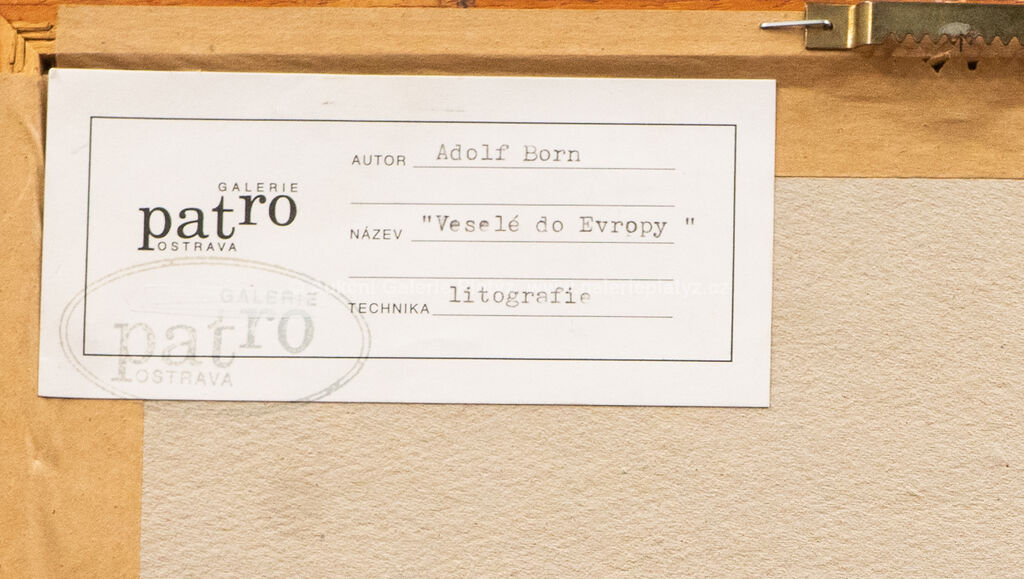 GALERIE
patro
OSTRAVA
AUTOR Adolf Born
NÁZEV "Veselé do Evropy "
TECHNIKA litografie
GALERIE
patro
OSTRAVA